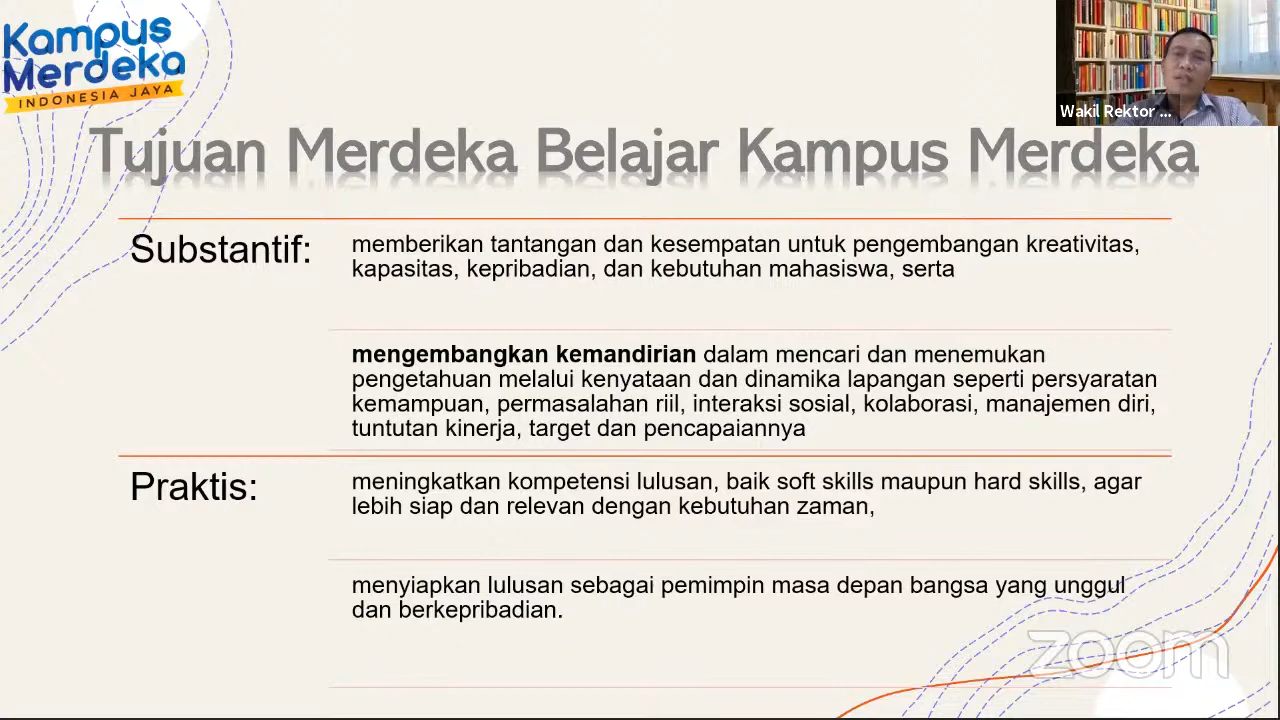 Kampus
Merdeka
INDONESIA JAYA
Wakil Rektor ...
Tujuan Merdeka Belajar Kampus Merdeka
Substantif:
memberikan tantangan dan kesempatan untuk pengembangan kreativitas,
kapasitas, kepribadian, dan kebutuhan mahasiswa, serta
mengembangkan kemandirian dalam mencari dan menemukan
pengetahuan melalui kenyataan dan dinamika lapangan seperti persyaratan
kemampuan, permasalahan riil, interaksi sosial, kolaborasi, manajemen diri,
tuntutan kinerja, target dan pencapaiannya
Praktis:
meningkatkan kompetensi lulusan, baik soft skills maupun hard skills, agar
lebih siap dan relevan dengan kebutuhan zaman,
menyiapkan lulusan sebagai pemimpin masa depan bangsa yang unggul
dan berkepribadian.
zoom